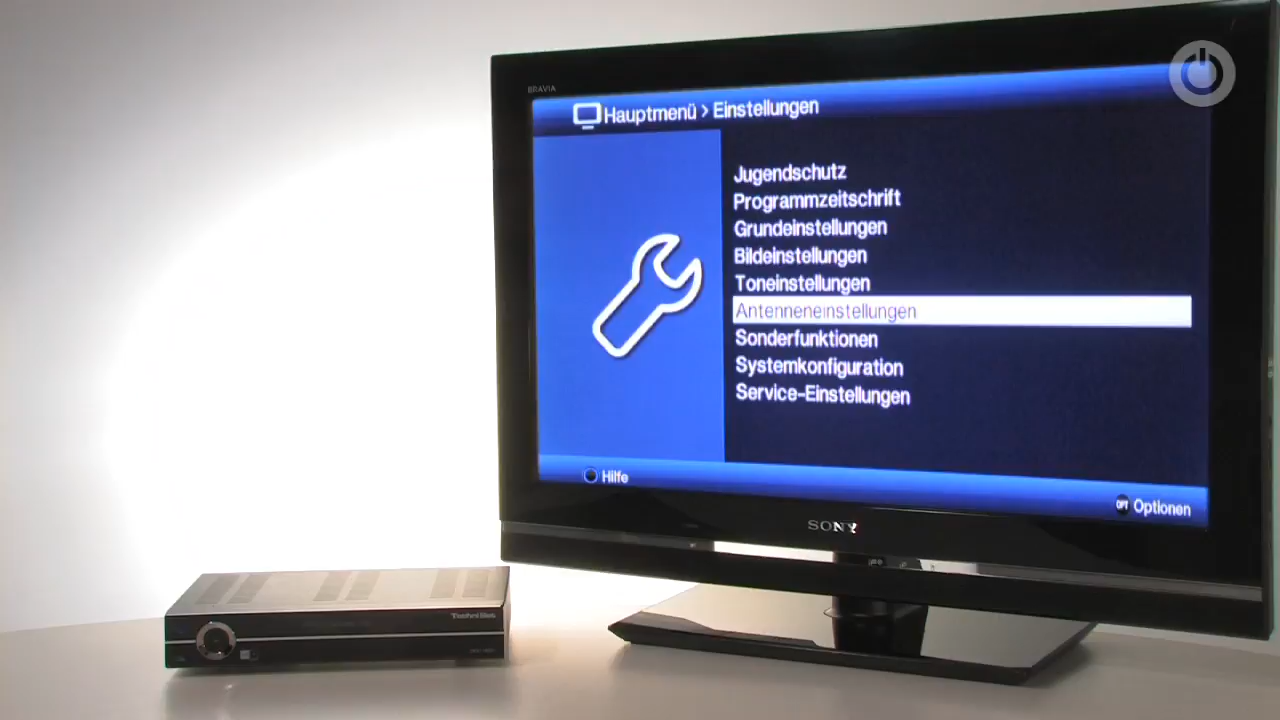 BRAVIA
Hauptmenü > Einstellungen
Jugendschutz
Programmzeitschrift
Grundeinstellungen
Bildeinstellungen
Toneinstellungen
Antenneneinstellungen
Sonderfunktionen
Systemkonfiguration
Service-Einstellungen
Hilfe
OPT Optionen
SONY
TechniSat